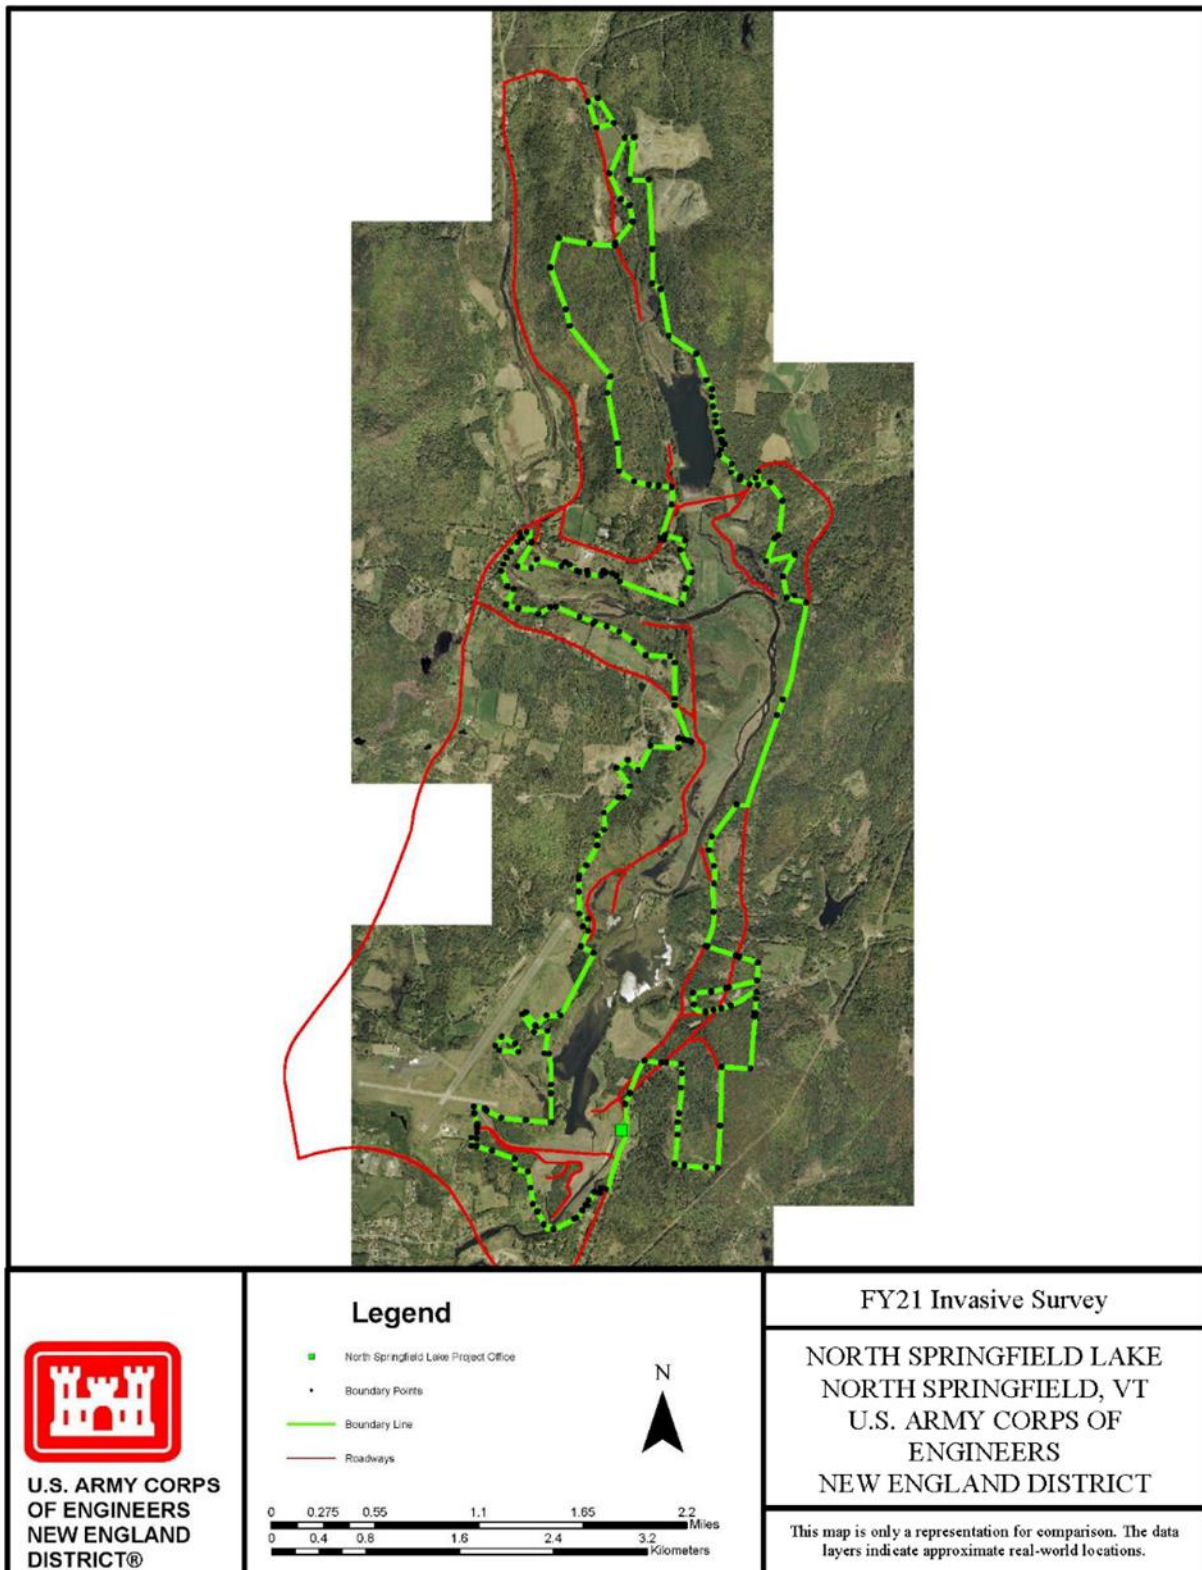 U.S. ARMY CORPS
OF ENGINEERS
NEW ENGLAND
DISTRICT®
Legend
North Springfield Lake Project Office
Boundary Points
Boundary Line
Roadways
N
0 0.275 0.55 1.1 1.65 2.2
Miles
0 0.4 0.8 1.6 2.4 3.2
Kilometers
FY21 Invasive Survey
NORTH SPRINGFIELD LAKE
NORTH SPRINGFIELD, VT
U.S. ARMY CORPS OF
ENGINEERS
NEW ENGLAND DISTRICT
This map is only a representation for comparison. The data
layers indicate approximate real-world locations.